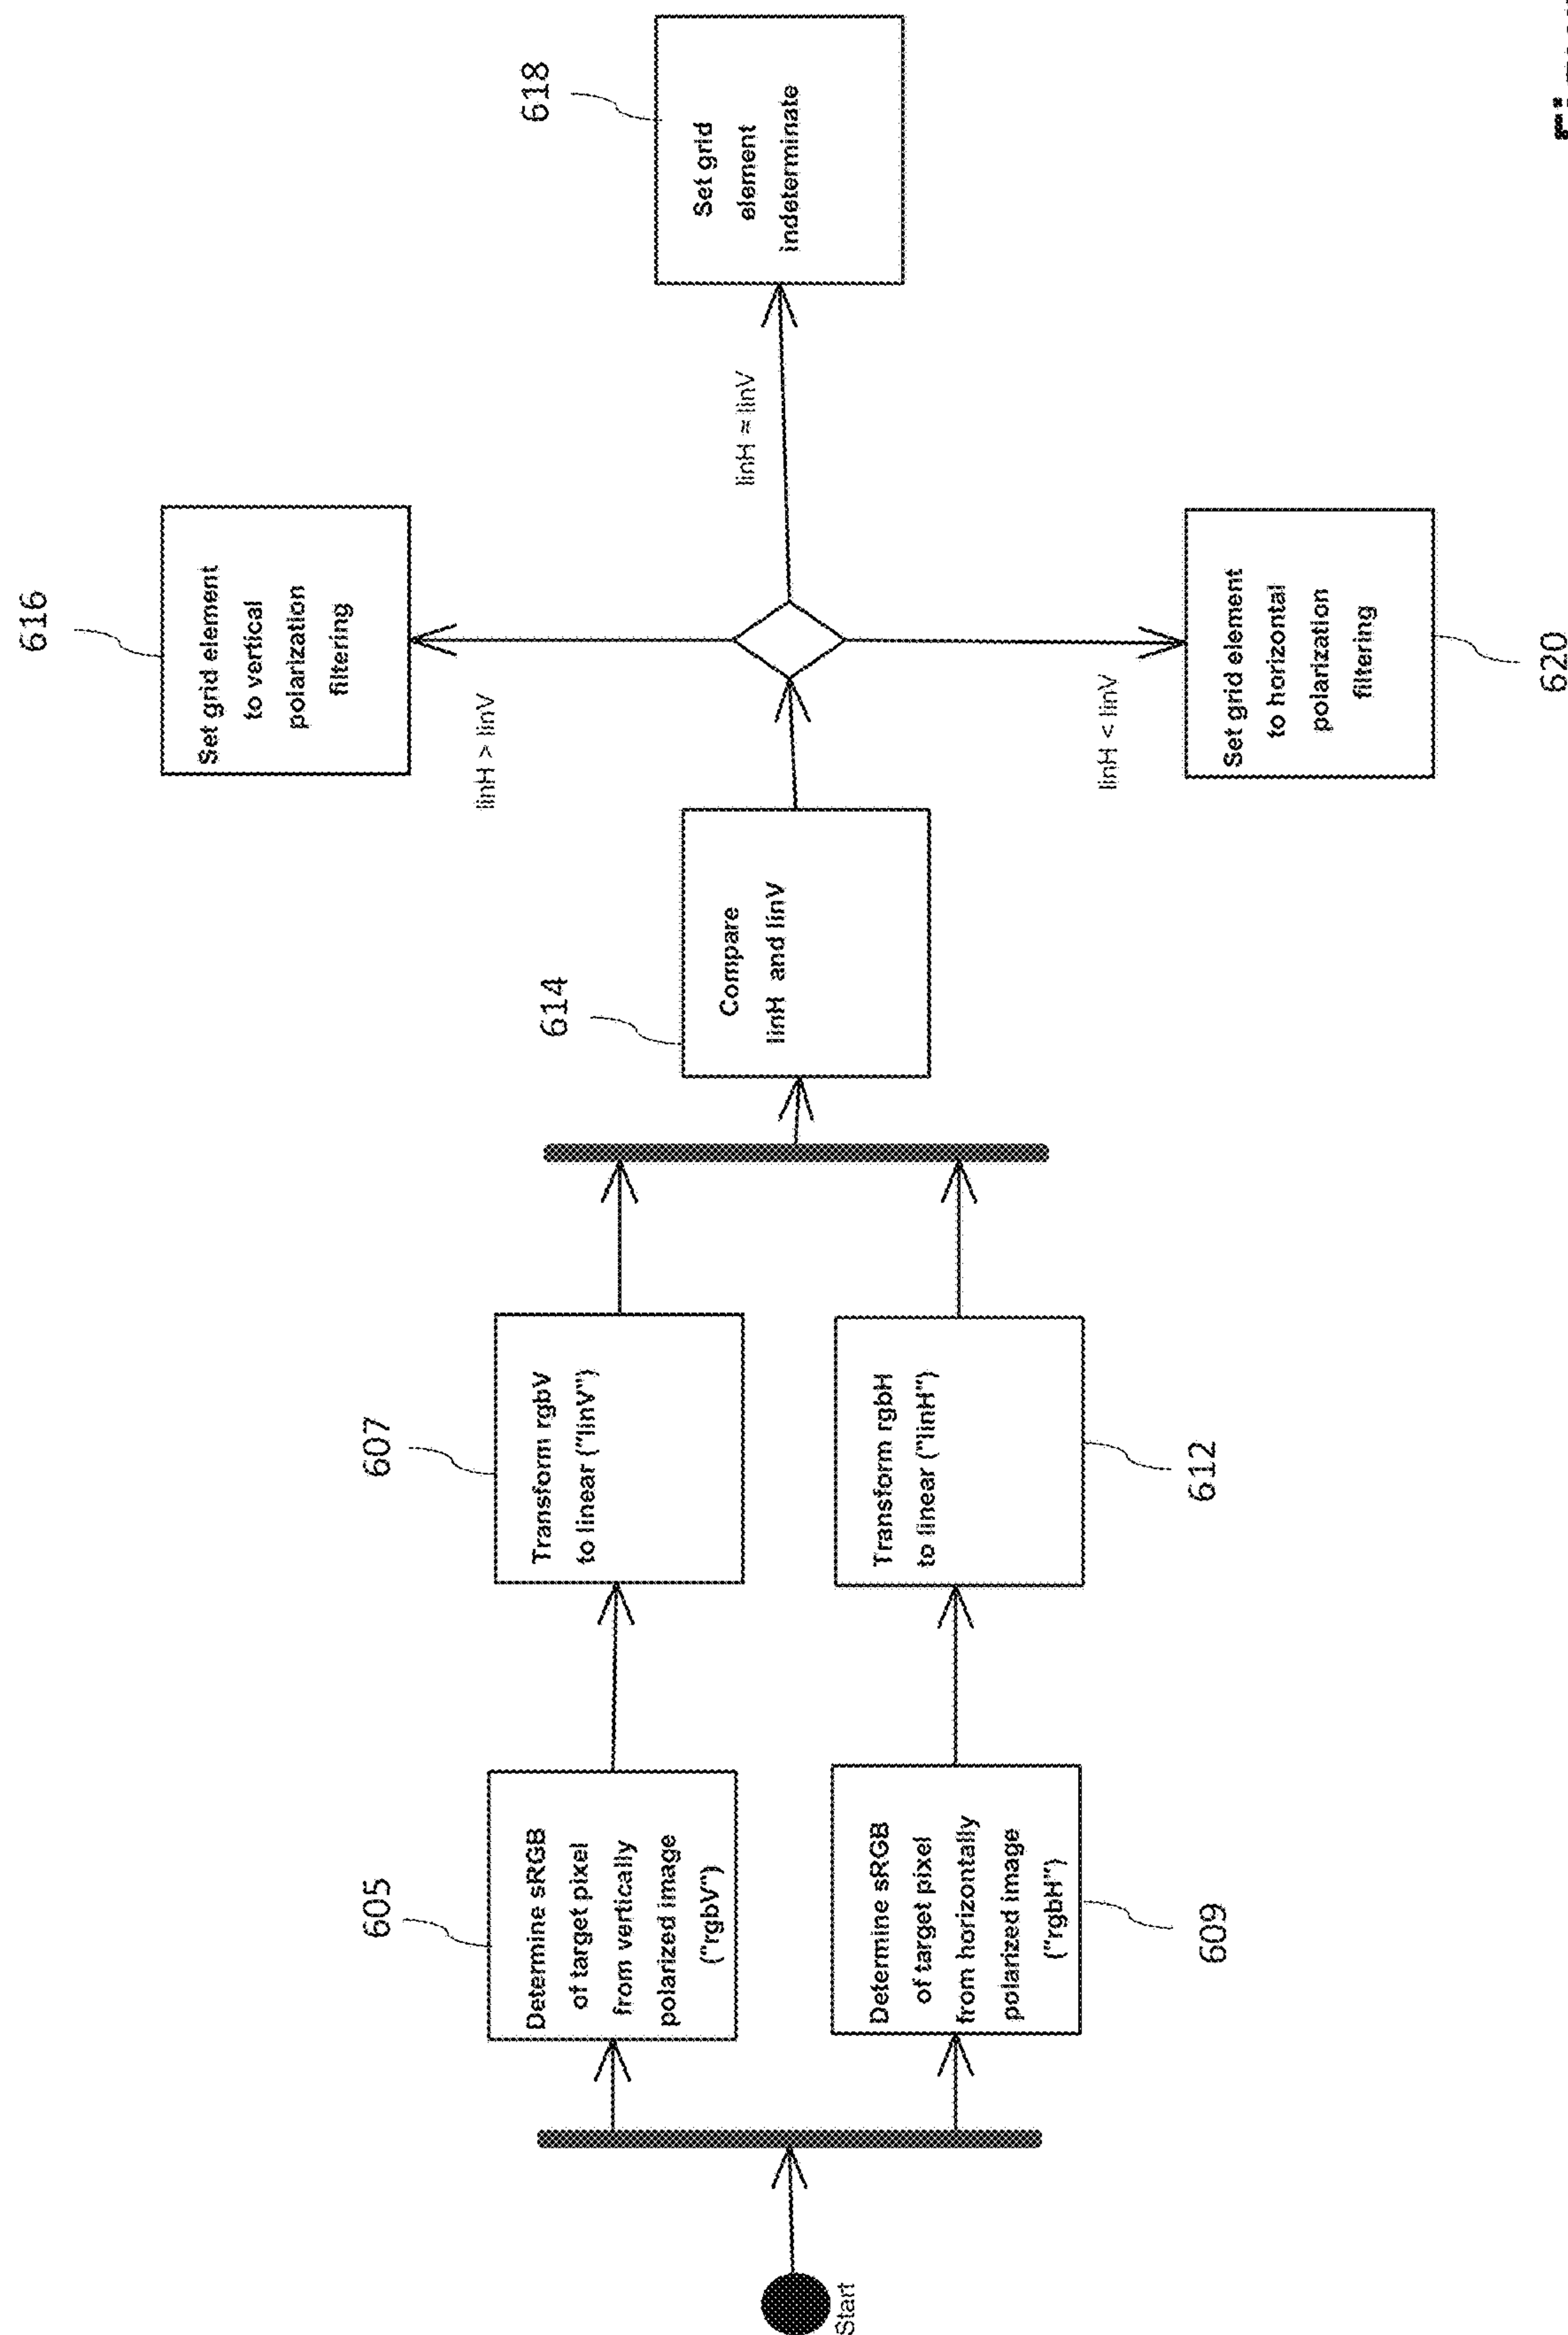 Start
605
Determine sRGB
of target pixel
from vertically
polarized image
("rgbV")
609
Determine sRGB
of target pixel
from horizontally
polarized image
("rgbH")
607
Transform rgbV
to linear ("linV")
612
Transform rgbH
to linear ("linH")
614
Compare
linH and linV
linH > linV
616
Set grid element
to vertical
polarization
filtering
linH = linV
618
Set grid
element
indeterminate
linH < linV
620
Set grid element
to horizontal
polarization
filtering